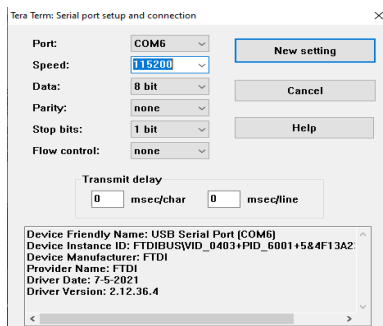 Tera Term: Serial port setup and connection
Port: COM6 New setting
Speed: 115200
Data: 8 bit Cancel
Parity: none
Stop bits: 1 bit Help
Flow control: none
Transmit delay
0 msec/char 0 msec/line
Device Friendly Name: USB Serial Port (COM6)
Device Instance ID: FTDIBUS\VID_0403+PID_6001+5&4F13A2
Device Manufacturer: FTDI
Provider Name: FTDI
Driver Date: 7-5-2021
Driver Version: 2.12.36.4